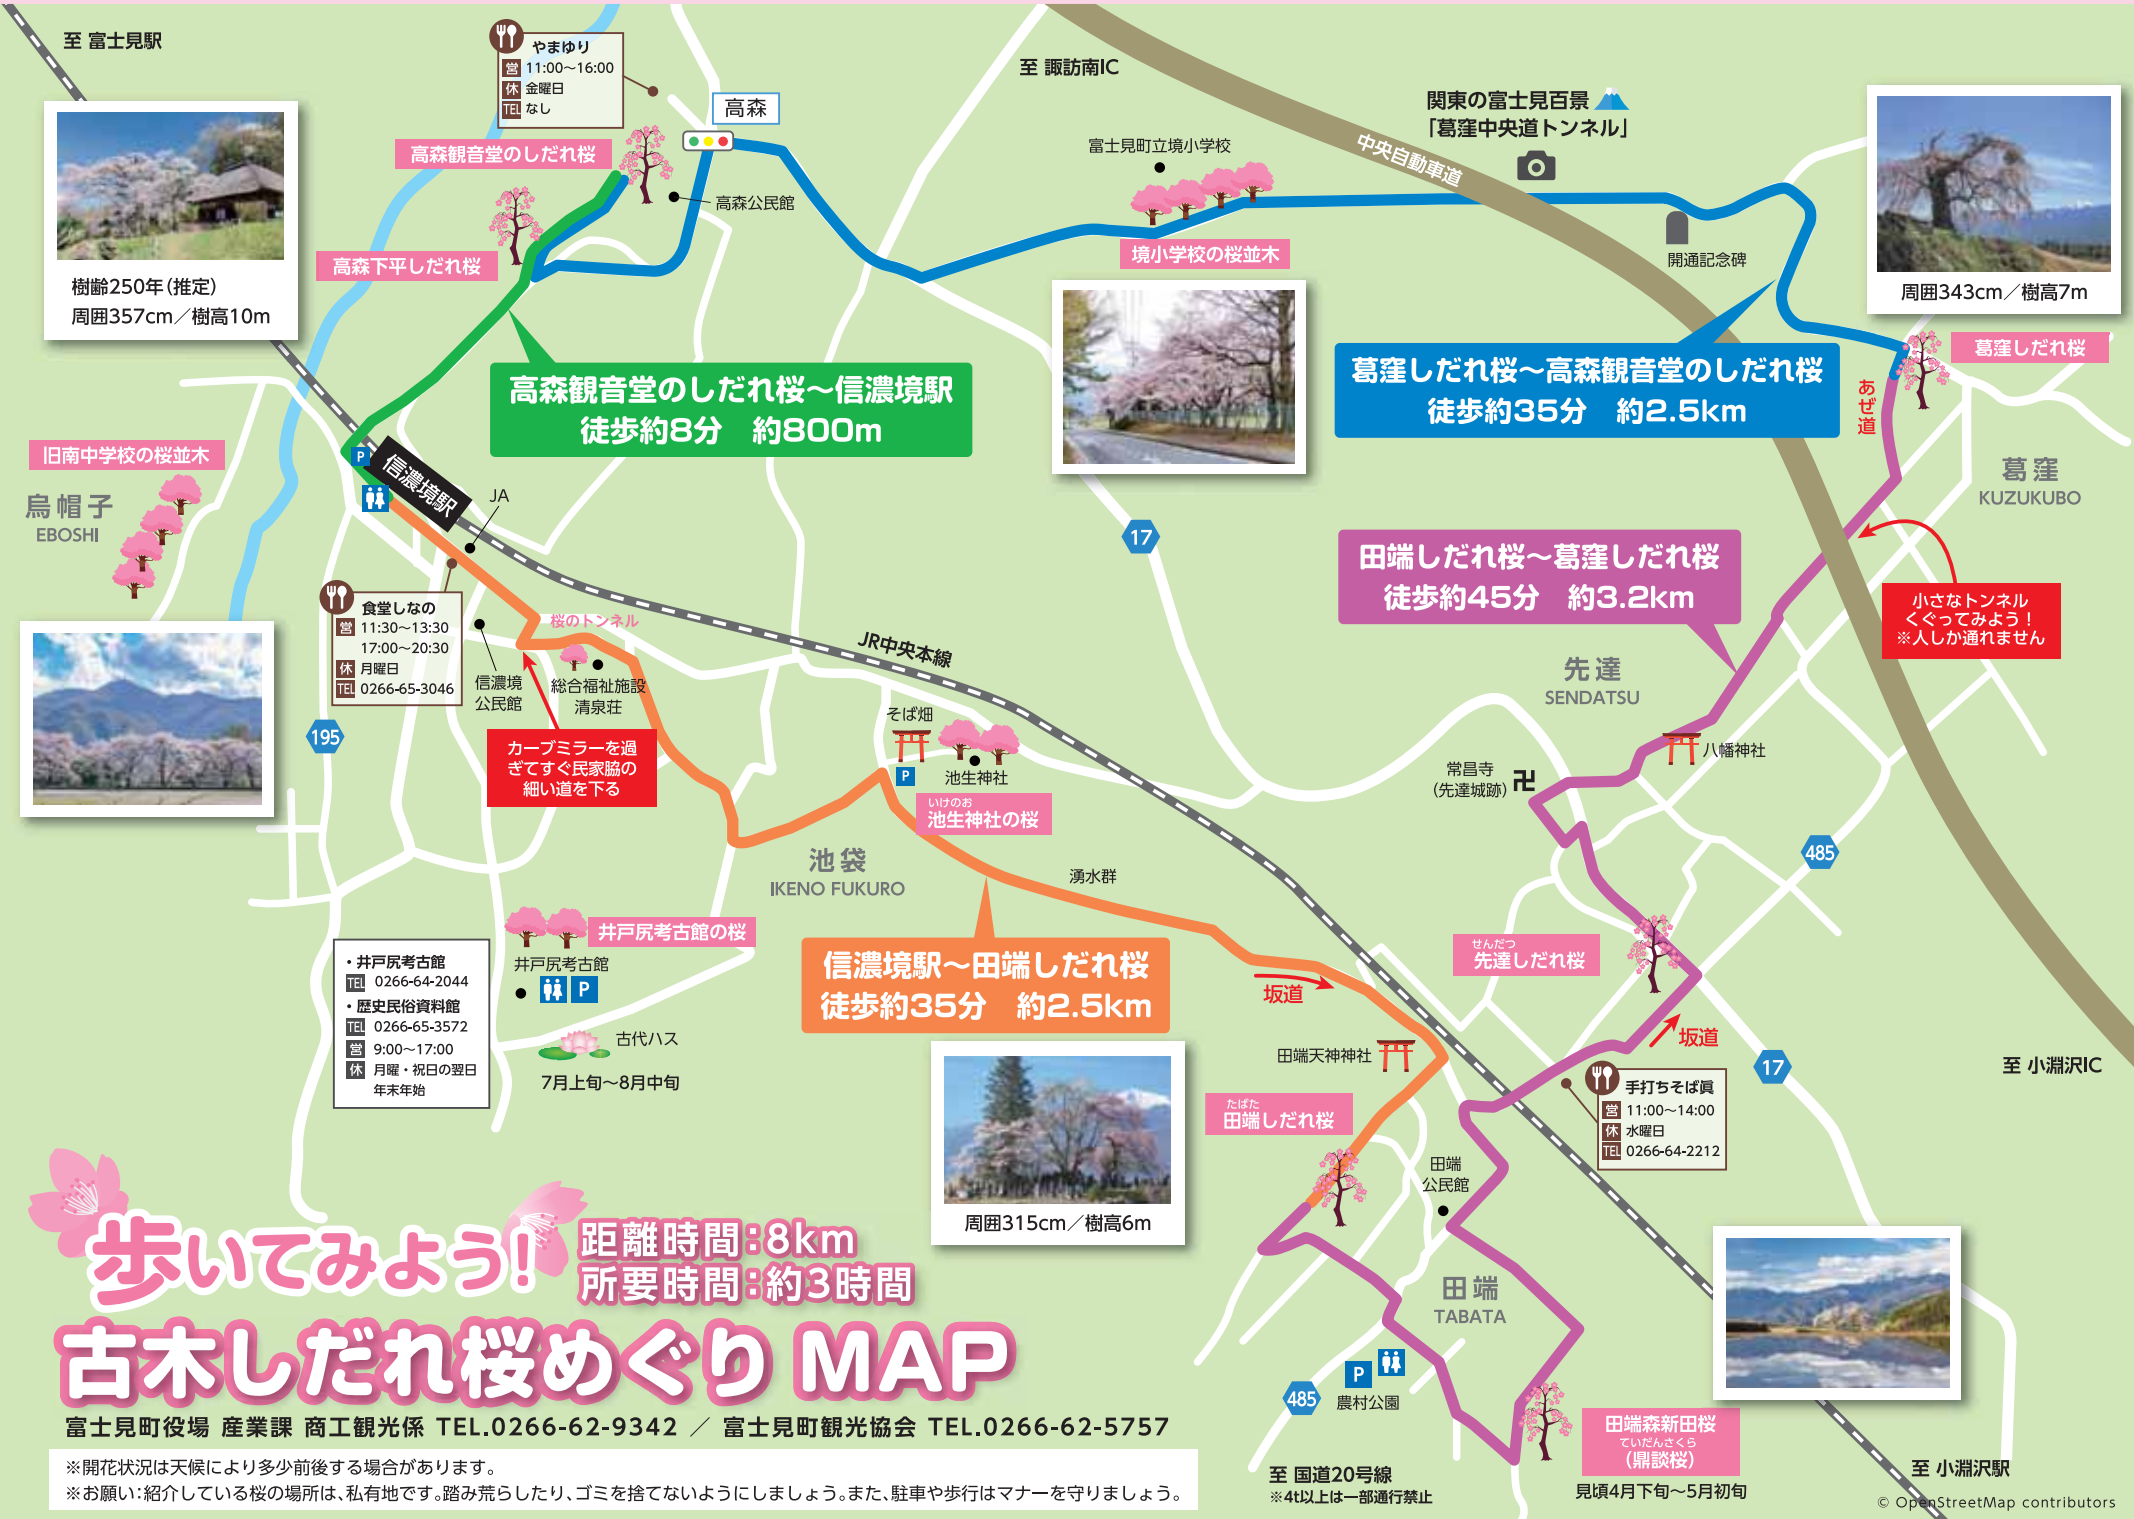 至 富士見駅
やまゆり
営 11:00～16:00
休 金曜日
TEL なし
高森
高森観音堂のしだれ桜
高森公民館
高森下平しだれ桜
樹齢250年(推定)
周囲357cm／樹高10m
至 諏訪南IC
富士見町立境小学校
境小学校の桜並木
中央自動車道
関東の富士見百景
「葛窪中央道トンネル」
開通記念碑
周囲343cm／樹高7m
葛窪しだれ桜
あぜ道
葛窪
KUZUKUBO
高森観音堂のしだれ桜～信濃境駅
徒歩約8分　約800m
葛窪しだれ桜～高森観音堂のしだれ桜
徒歩約35分　約2.5km
旧南中学校の桜並木
烏帽子
EBOSHI
P
信濃境駅
JA
17
田端しだれ桜～葛窪しだれ桜
徒歩約45分　約3.2km
小さなトンネル
くぐってみよう！
※人しか通れません
食堂しなの
営 11:30～13:30
17:00～20:30
休 月曜日
TEL 0266-65-3046
195
信濃境
公民館
桜のトンネル
総合福祉施設
清泉荘
カーブミラーを過
ぎてすぐ民家脇の
細い道を下る
JR中央本線
そば畑
P
池生神社
いけのお
池生神社の桜
先達
SENDATSU
八幡神社
常昌寺
(先達城跡)
卍
485
池袋
IKENO FUKURO
湧水群
せんだつ
先達しだれ桜
坂道
17
至 小淵沢IC
井戸尻考古館の桜
井戸尻考古館
P
・井戸尻考古館
TEL 0266-64-2044
・歴史民俗資料館
TEL 0266-65-3572
営 9:00～17:00
休 月曜・祝日の翌日
年末年始
古代ハス
7月上旬～8月中旬
信濃境駅～田端しだれ桜
徒歩約35分　約2.5km
坂道
田端天神神社
たばた
田端しだれ桜
周囲315cm／樹高6m
手打ちそば眞
営 11:00～14:00
休 水曜日
TEL 0266-64-2212
田端
公民館
田端
TABATA
P
農村公園
485
至 国道20号線
※4t以上は一部通行禁止
田端森新田桜
ていだんさくら
(鼎談桜)
見頃4月下旬～5月初旬
至 小淵沢駅
歩いてみよう！
距離時間：8km
所要時間：約3時間
古木しだれ桜めぐり MAP
富士見町役場 産業課 商工観光係 TEL.0266-62-9342 ／ 富士見町観光協会 TEL.0266-62-5757
※開花状況は天候により多少前後する場合があります。
※お願い：紹介している桜の場所は、私有地です。踏み荒らしたり、ゴミを捨てないようにしましょう。また、駐車や歩行はマナーを守りましょう。
© OpenStreetMap contributors